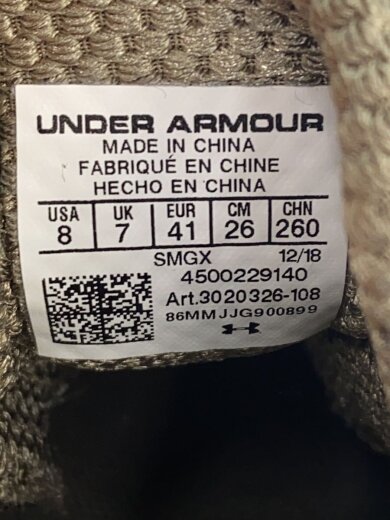 UNDER ARMOUR
MADE IN CHINA
FABRIQUÉ EN CHINE
HECHO EN CHINA
USA UK EUR CM CHN
8 7 41 26 260
SMGX 12/18
4500229140
Art.3020326-108
86MMJJG900899